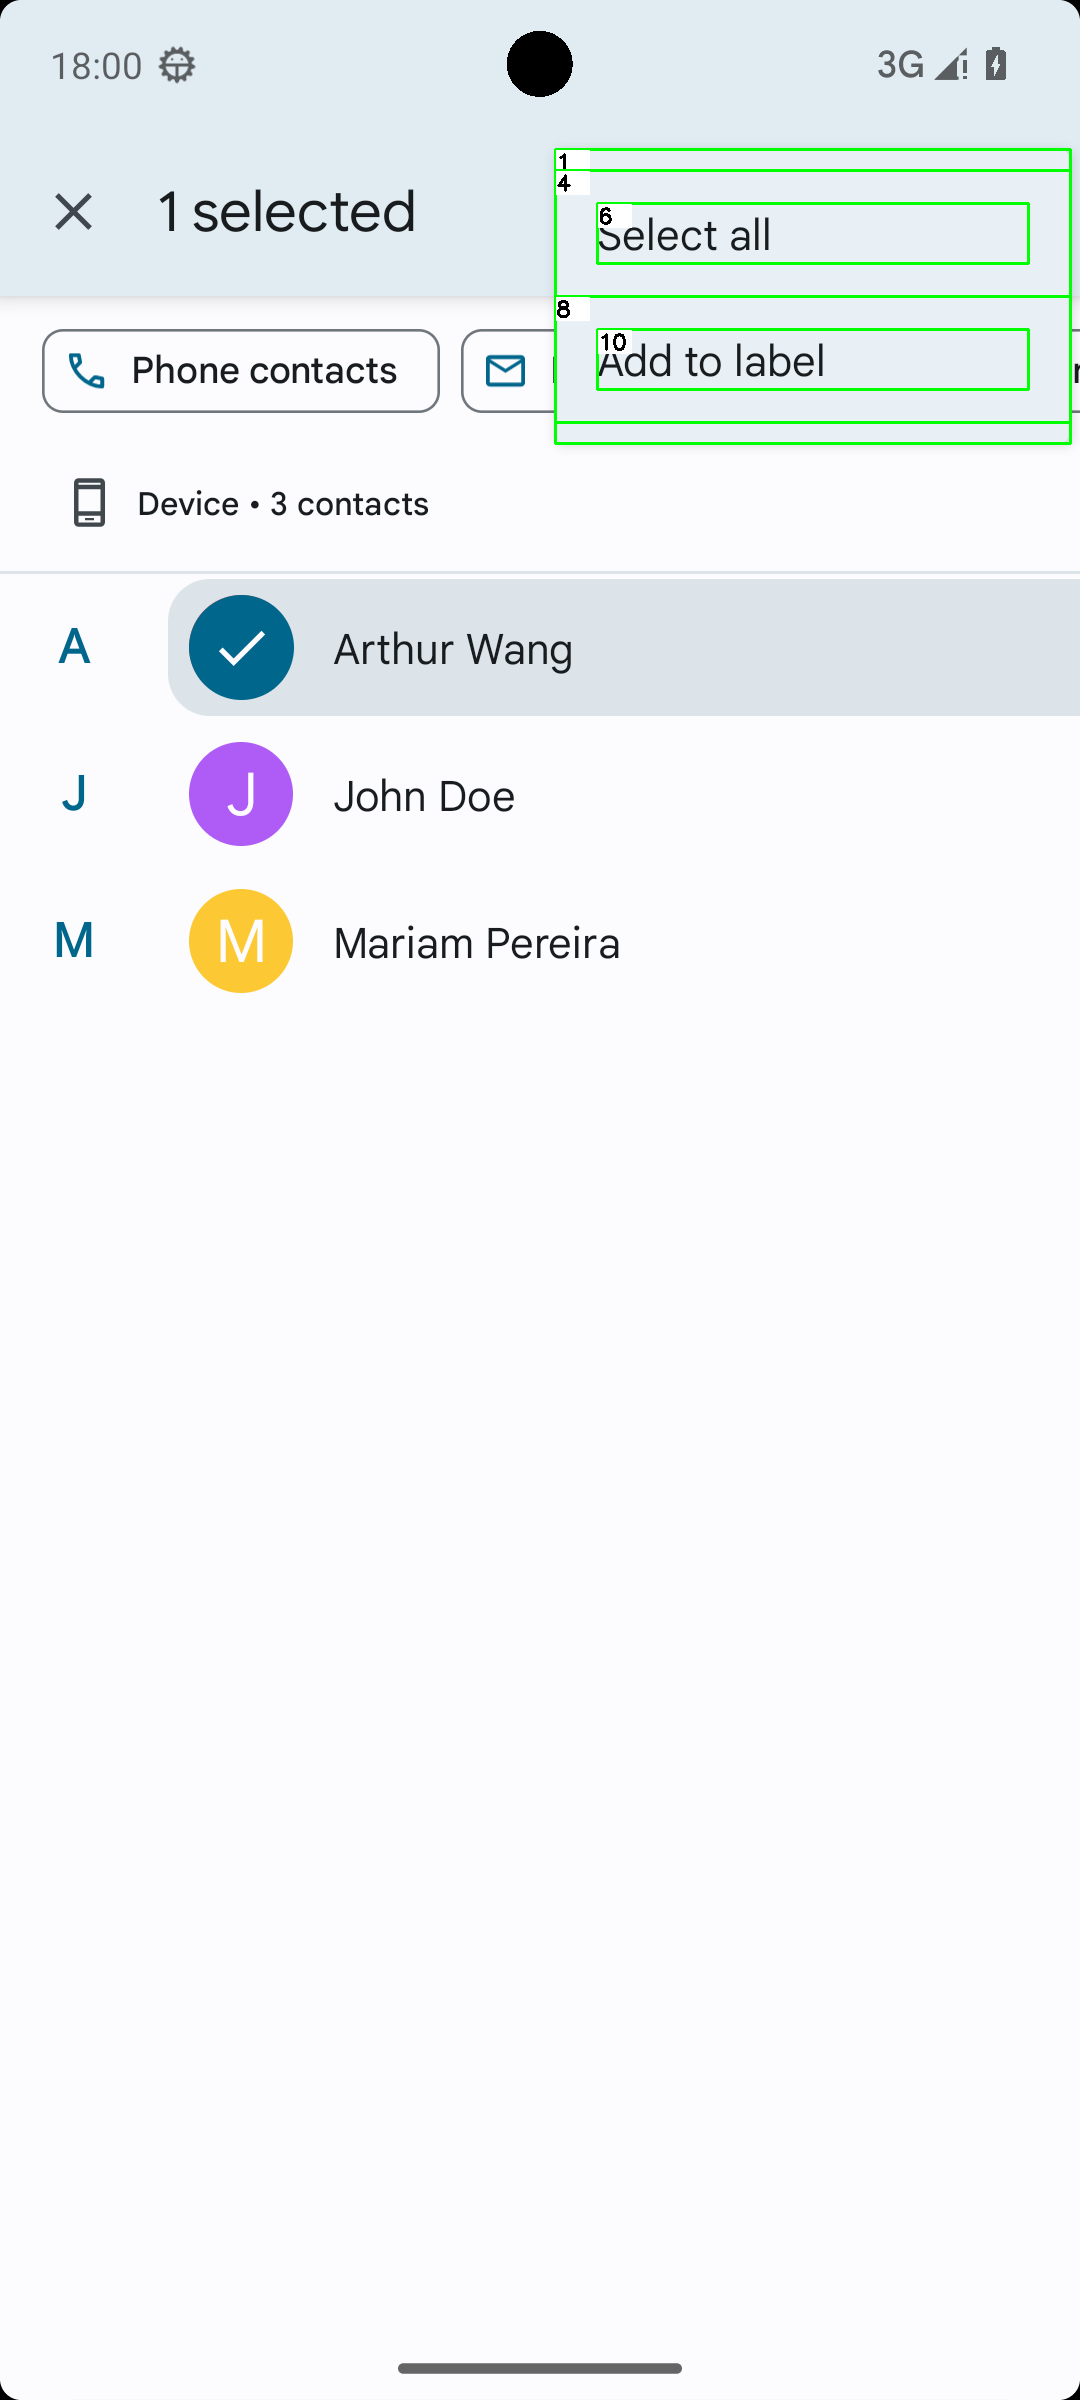 18:00
3G
1 selected
1
4
6
Select all
8
10
Add to label
Phone contacts
Device • 3 contacts
A
Arthur Wang
J
J
John Doe
M
M
Mariam Pereira